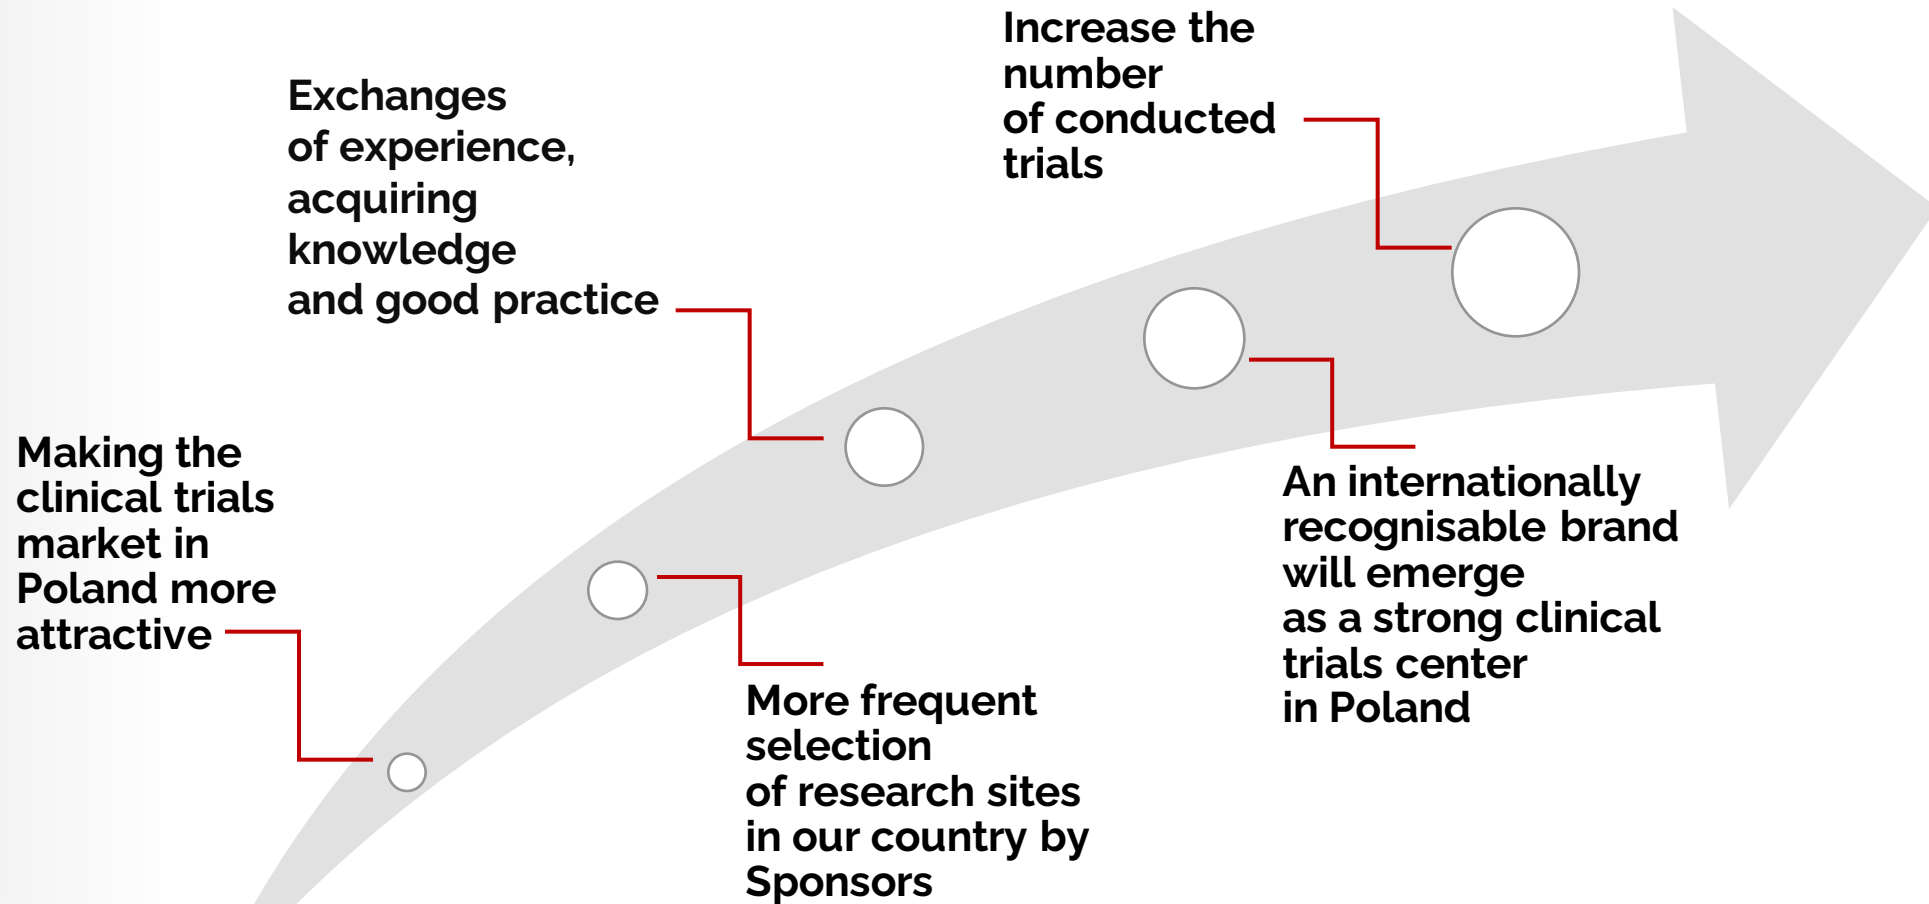 Making the
clinical trials
market in
Poland more
attractive
More frequent
selection
of research sites
in our country by
Sponsors
Exchanges
of experience,
acquiring
knowledge
and good practice
An internationally
recognisable brand
will emerge
as a strong clinical
trials center
in Poland
Increase the
number
of conducted
trials